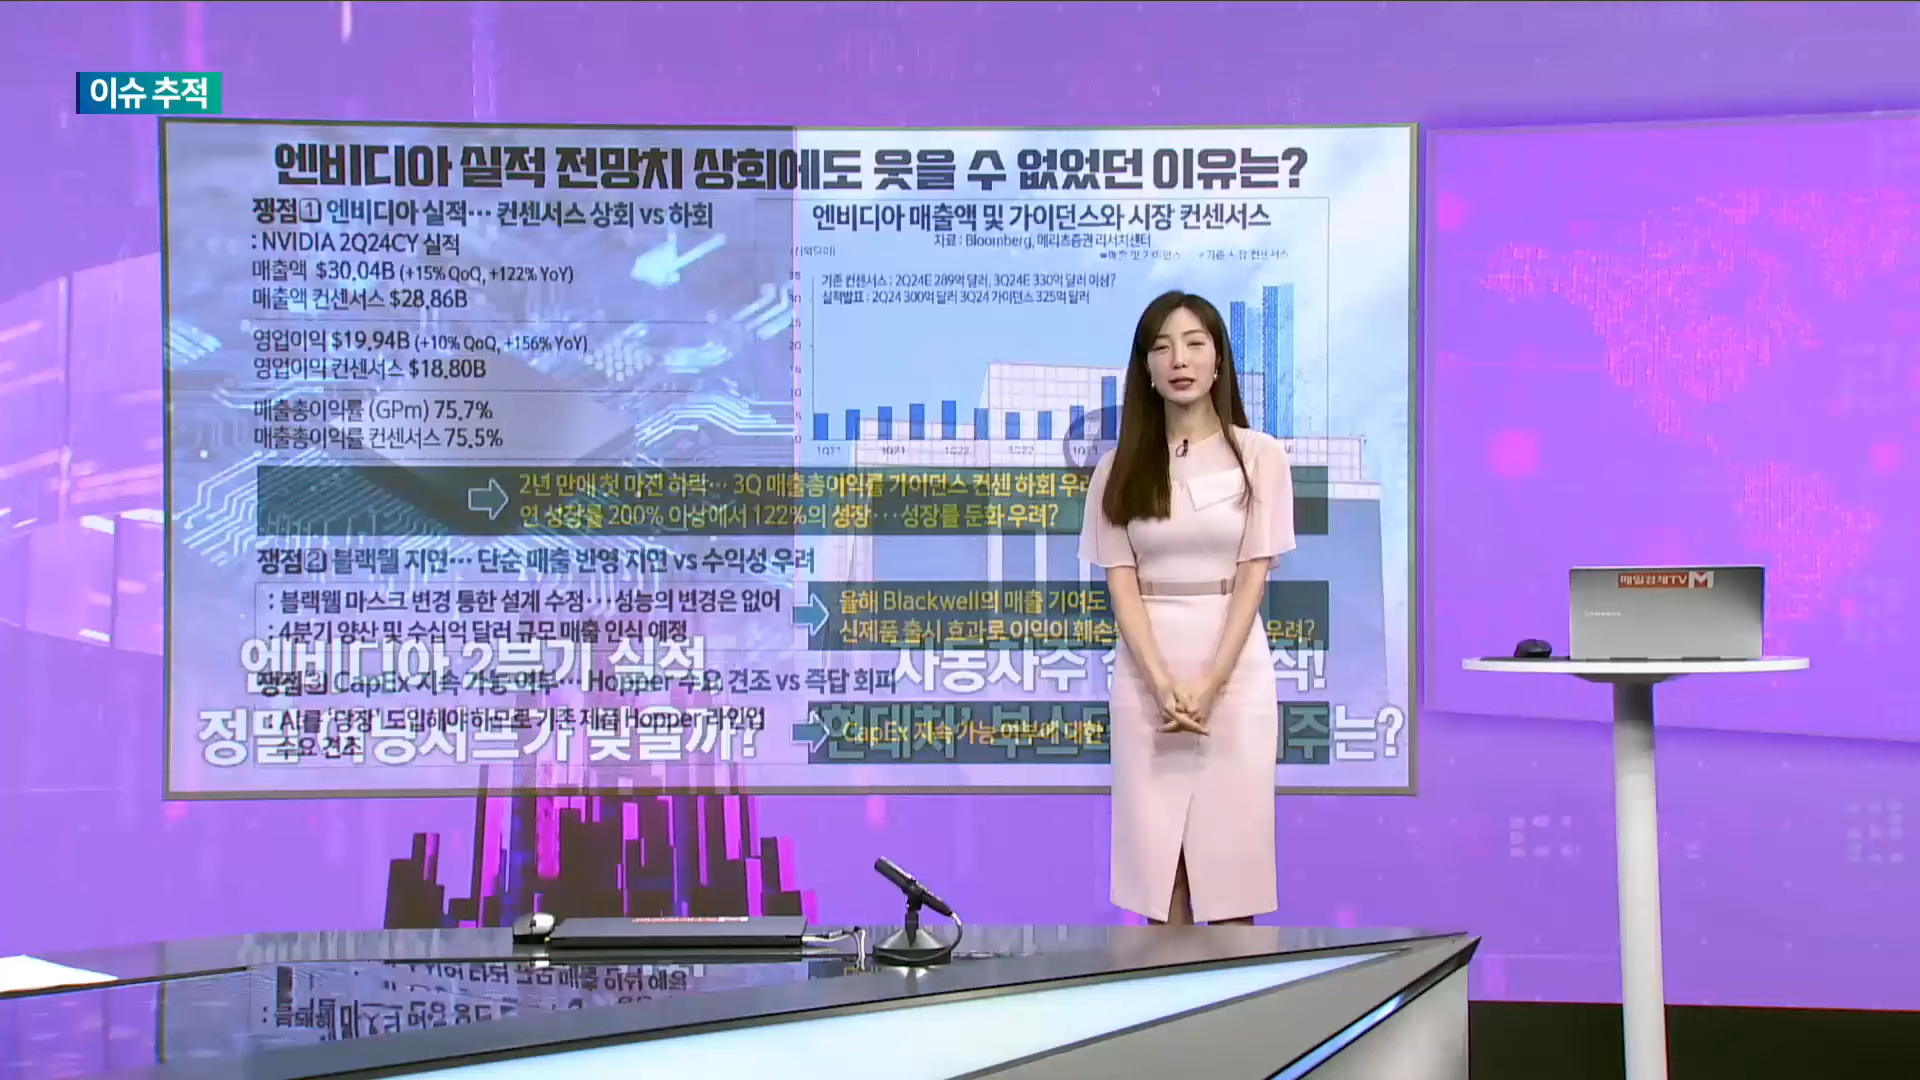 이슈 추적
엔비디아 실적 전망치 상회에도 웃을 수 없었던 이유는?
쟁점1 엔비디아 실적… 컨센서스 상회 vs 하회
: NVIDIA 2Q24CY 실적
매출액 $30.04B (+15% QoQ, +122% YoY)
매출액 컨센서스 $28.86B
영업이익 $19.94B (+10% QoQ, +156% YoY)
영업이익 컨센서스 $18.80B
매출총이익률 (GPm) 75.7%
매출총이익률 컨센서스 75.5%
엔비디아 매출액 및 가이던스와 시장 컨센서스
자료 : Bloomberg, 메리츠증권 리서치센터
기존 컨센서스 : 2Q24E 289억 달러, 3Q24E 330억 달러 이상?
실적발표 : 2Q24 300억 달러 3Q24 가이던스 325억 달러
1Q21 3Q21 1Q22 3Q22 1Q23
2년 만에 첫 마진 하락… 3Q 매출총이익률 가이던스 컨센 하회 우려
연 성장률 200% 이상에서 122%의 성장…성장률 둔화 우려?
쟁점2 블랙웰 지연… 단순 매출 반영 지연 vs 수익성 우려
: 블랙웰 마스크 변경 통한 설계 수정…성능의 변경은 없어
: 4분기 양산 및 수십억 달러 규모 매출 인식 예정
올해 Blackwell의 매출 기여도
신제품 출시 효과로 이익이 훼손 우려?
쟁점3 CapEx 지속 가능 여부… Hopper 수요 견조 vs 즉답 회피
: AI를 '당장' 도입해야 하므로 기존 제품 Hopper 라인업
수요 견조
CapEx 지속 가능 여부에 대한
엔비디아 2분기 실적,
맞을까?
자동차주
현대차' 는?
매일경제TV M
SAMSUNG